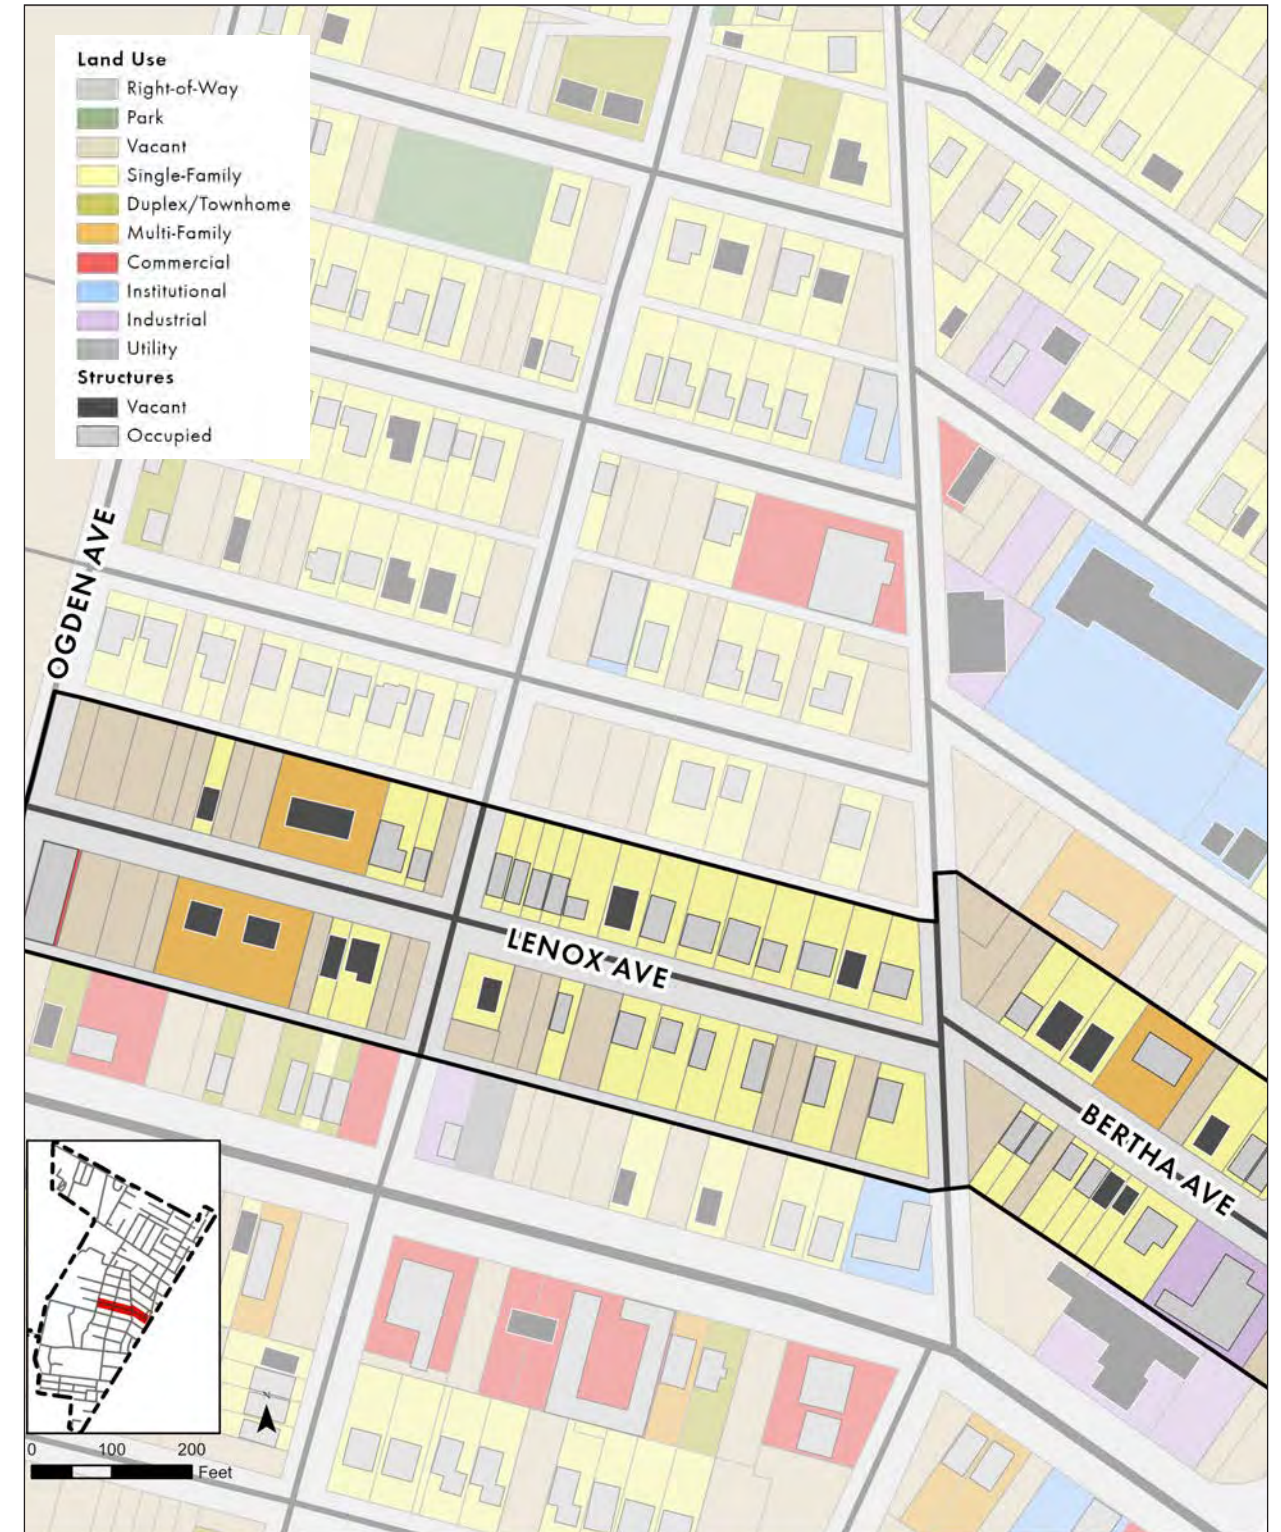 Land Use
Right-of-Way
Park
Vacant
Single-Family
Duplex/Townhome
Multi-Family
Commercial
Institutional
Industrial
Utility
Structures
Vacant
Occupied
OGDEN AVE
LENOX AVE
BERTHA AVE
N
0 100 200
Feet